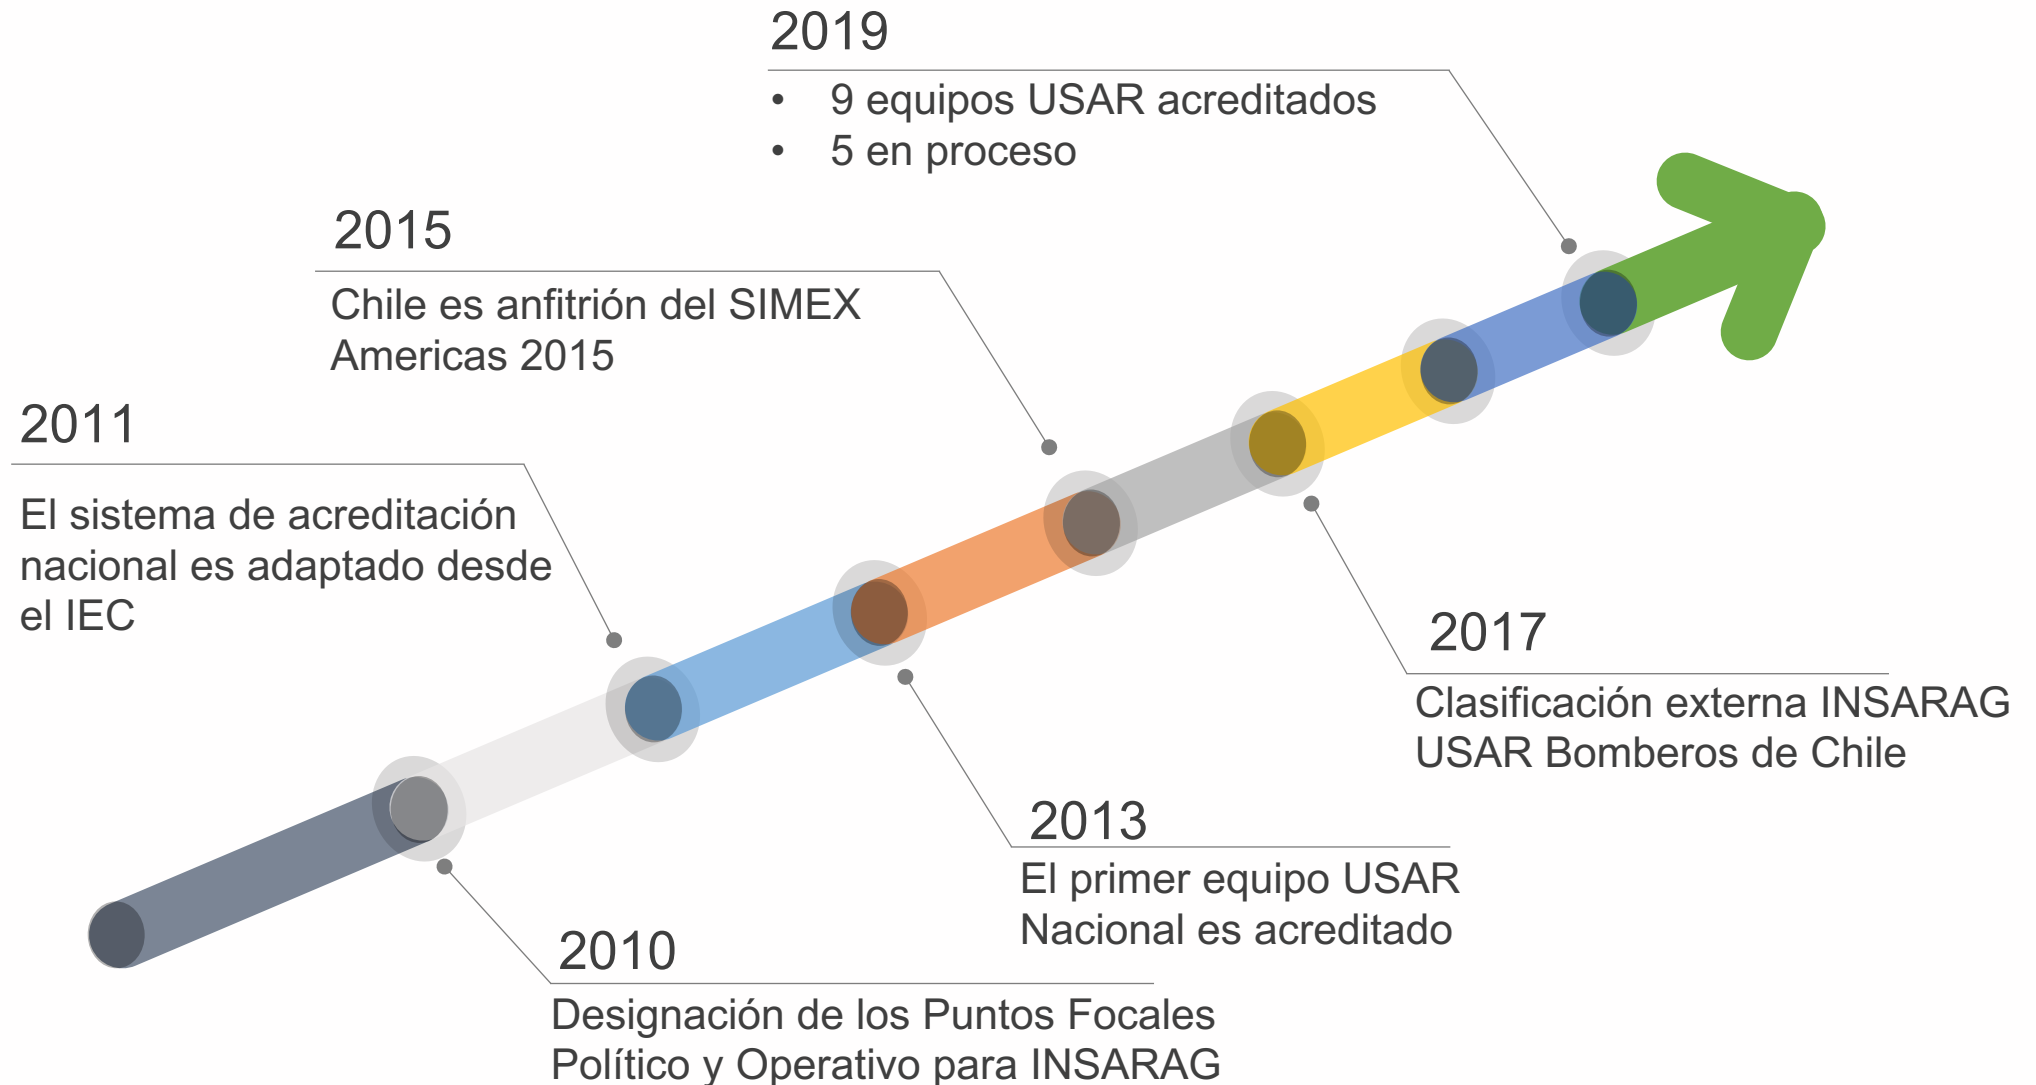 2019
• 9 equipos USAR acreditados
• 5 en proceso
2015
Chile es anfitrión del SIMEX
Americas 2015
2011
El sistema de acreditación
nacional es adaptado desde
el IEC
2017
Clasificación externa INSARAG
USAR Bomberos de Chile
2013
El primer equipo USAR
Nacional es acreditado
2010
Designación de los Puntos Focales
Político y Operativo para INSARAG